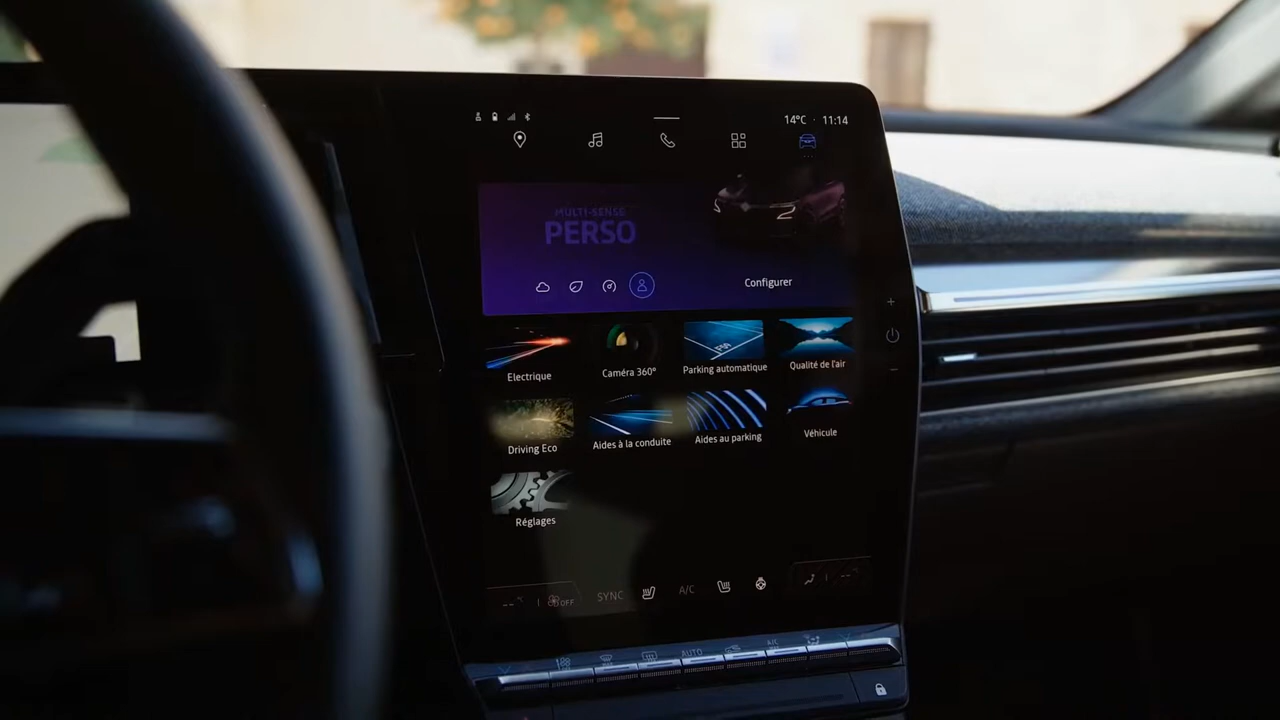 14°C · 11:14
MULTI-SENSE
PERSO
Configurer
Electrique
Caméra 360°
Parking automatique
Qualité de l'air
Driving Eco
Aides à la conduite
Aides au parking
Véhicule
Réglages
OFF
SYNC
A/C
AUTO
A/C